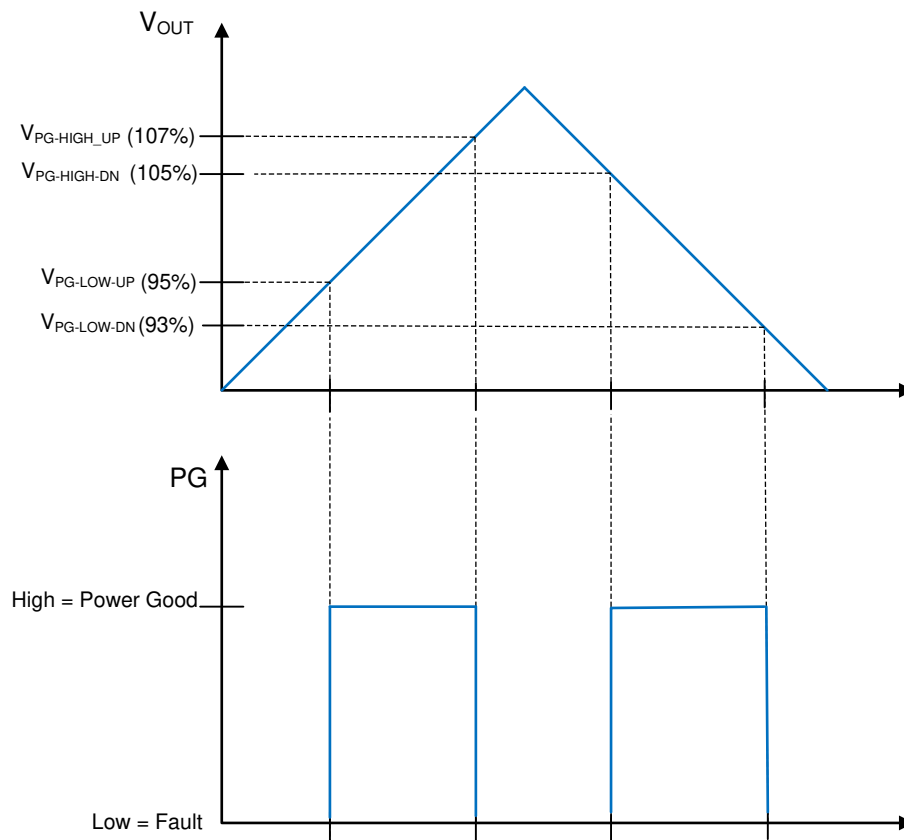 VOUT
VPG-HIGH_UP (107%)
VPG-HIGH-DN (105%)
VPG-LOW-UP (95%)
VPG-LOW-DN (93%)
PG
High = Power Good
Low = Fault